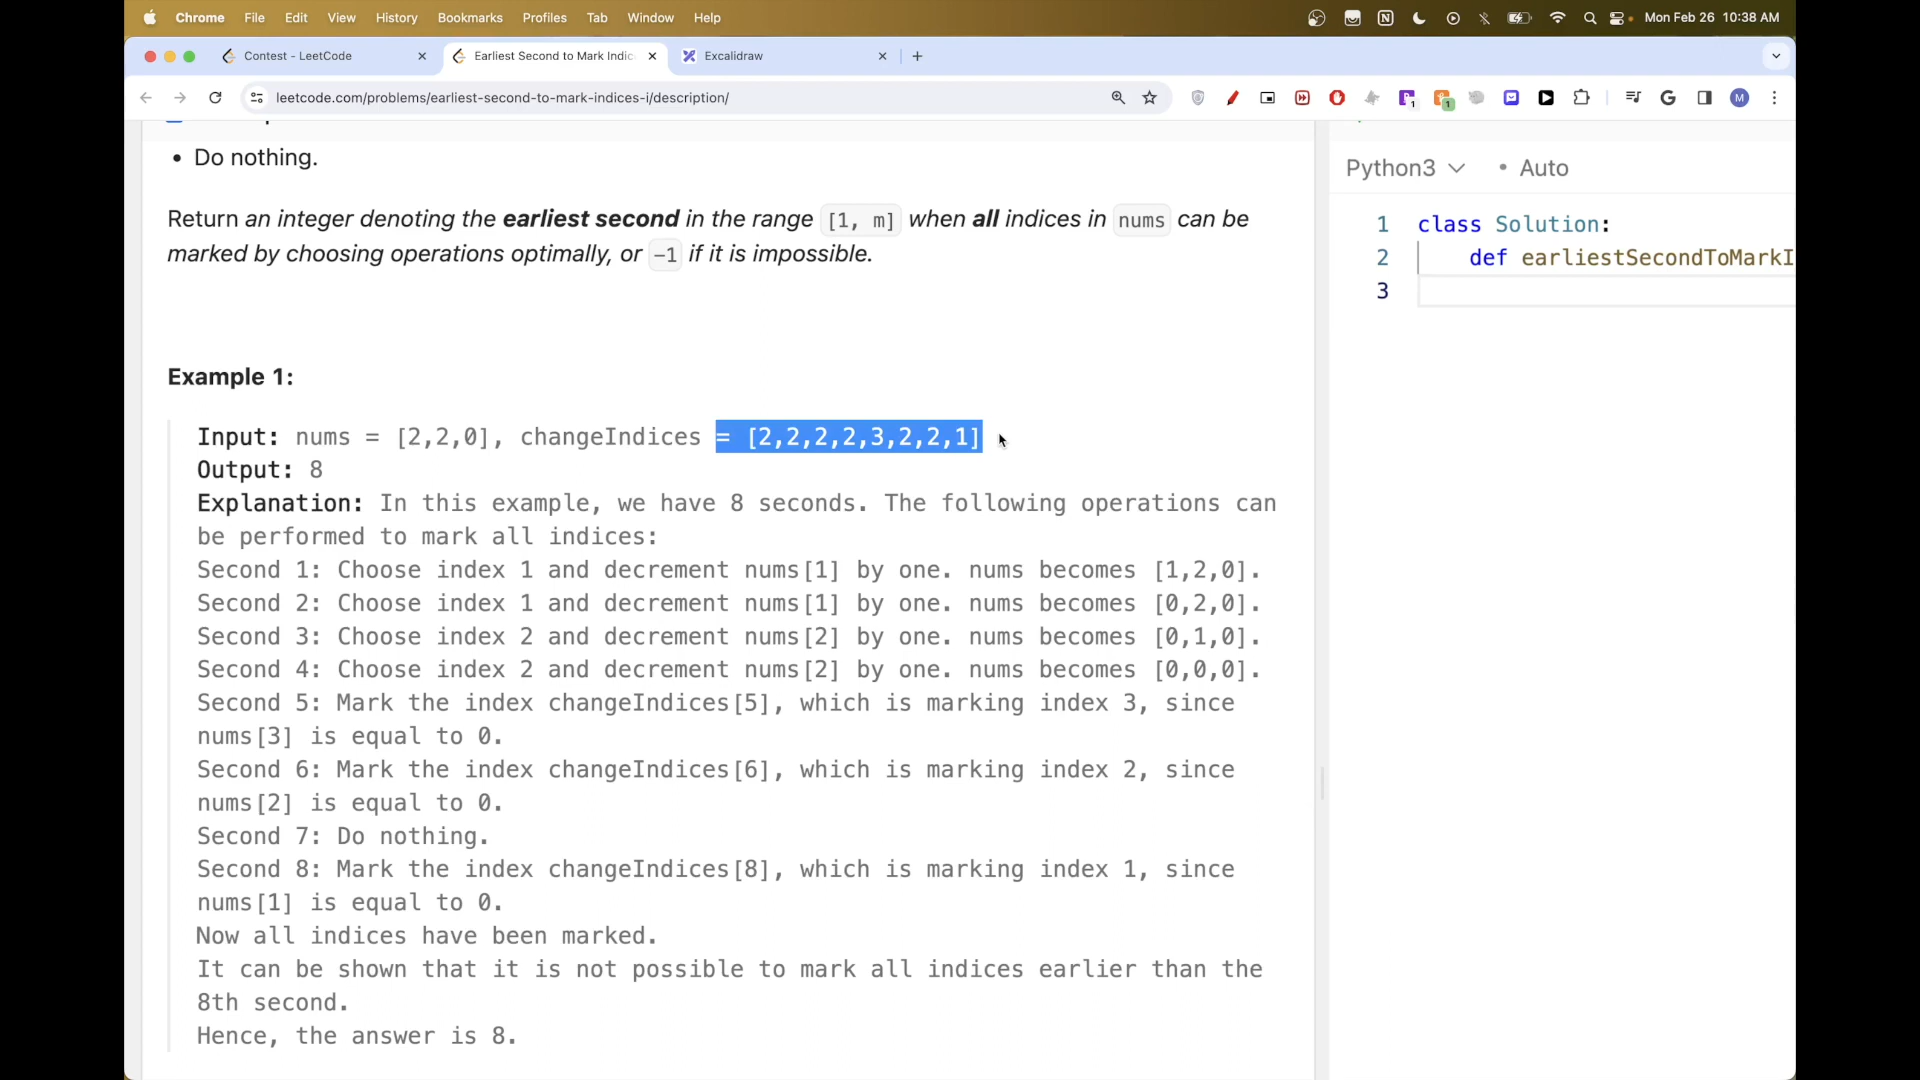 Chrome File Edit View History Bookmarks Profiles Tab Window Help Mon Feb 26 10:38 AM
Contest - LeetCode Earliest Second to Mark Indic Excalidraw
leetcode.com/problems/earliest-second-to-mark-indices-i/description/
• Do nothing.
Return an integer denoting the earliest second in the range [1, m] when all indices in nums can be
marked by choosing operations optimally, or -1 if it is impossible.
Example 1:
Input: nums = [2,2,0], changeIndices = [2,2,2,2,3,2,2,1]
Output: 8
Explanation: In this example, we have 8 seconds. The following operations can
be performed to mark all indices:
Second 1: Choose index 1 and decrement nums[1] by one. nums becomes [1,2,0].
Second 2: Choose index 1 and decrement nums[1] by one. nums becomes [0,2,0].
Second 3: Choose index 2 and decrement nums[2] by one. nums becomes [0,1,0].
Second 4: Choose index 2 and decrement nums[2] by one. nums becomes [0,0,0].
Second 5: Mark the index changeIndices[5], which is marking index 3, since
nums[3] is equal to 0.
Second 6: Mark the index changeIndices[6], which is marking index 2, since
nums[2] is equal to 0.
Second 7: Do nothing.
Second 8: Mark the index changeIndices[8], which is marking index 1, since
nums[1] is equal to 0.
Now all indices have been marked.
It can be shown that it is not possible to mark all indices earlier than the
8th second.
Hence, the answer is 8.
Python3 • Auto
1 class Solution:
2 def earliestSecondToMarkI
3